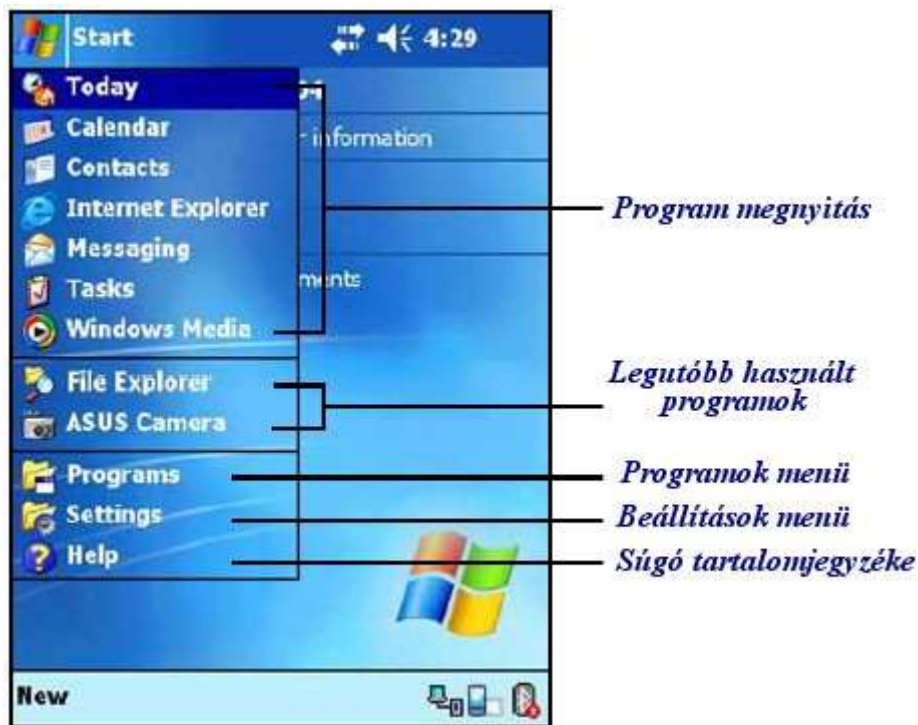 Start 4:29
Today
Calendar
r information
Contacts
Internet Explorer
Messaging
Tasks
ments
Windows Media
File Explorer
ASUS Camera
Programs
Settings
Help
New
Program megnyitás
Legutóbb használt
programok
Programok menü
Beállítások menü
Súgó tartalomjegyzéke